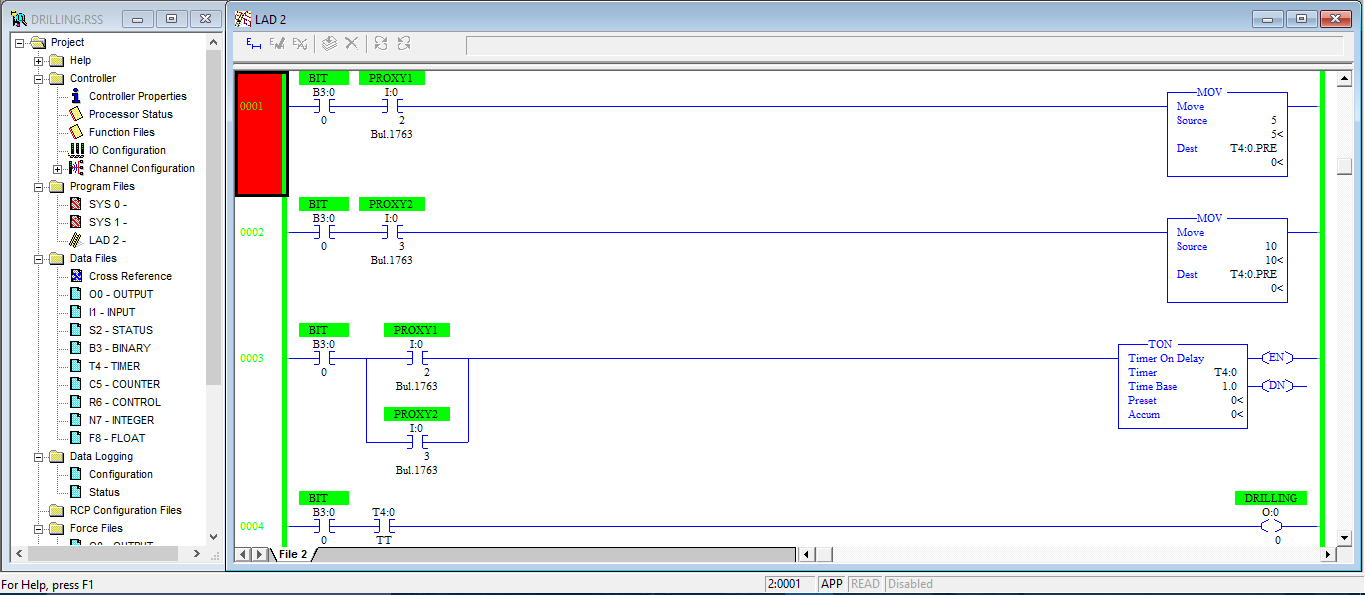 DRILLING.RSS
Project
Help
Controller
Controller Properties
Processor Status
Function Files
IO Configuration
Channel Configuration
Program Files
SYS 0 -
SYS 1 -
LAD 2 -
Data Files
Cross Reference
O0 - OUTPUT
I1 - INPUT
S2 - STATUS
B3 - BINARY
T4 - TIMER
C5 - COUNTER
R6 - CONTROL
N7 - INTEGER
F8 - FLOAT
Data Logging
Configuration
Status
RCP Configuration Files
Force Files
O0 - OUTPUT
LAD 2
BIT PROXY1
B3:0 I:0 MOV
0001 Move
0 2 Source 5
Bul.1763 5<
Dest T4:0.PRE
0<
BIT PROXY2
B3:0 I:0 MOV
0002 Move
0 3 Source 10
Bul.1763 10<
Dest T4:0.PRE
0<
BIT PROXY1
B3:0 I:0 TON
0003 Timer On Delay EN
0 2 Timer T4:0
Bul.1763 Time Base 1.0 DN
Preset 0<
PROXY2 Accum 0<
I:0
3
Bul.1763
BIT DRILLING
B3:0 T4:0 O:0
0004
0 TT 0
File 2
For Help, press F1
2:0001 APP READ Disabled